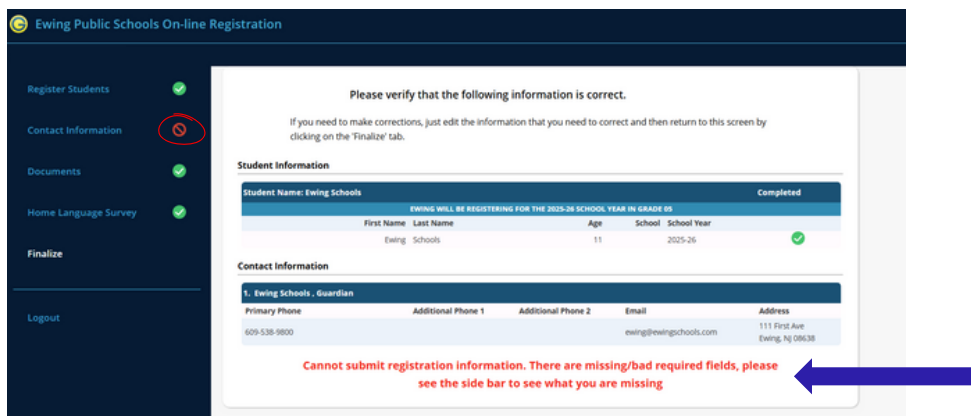 Ewing Public Schools On-line Registration
Register Students
Contact Information
Documents
Home Language Survey
Finalize
Logout
Please verify that the following information is correct.
If you need to make corrections, just edit the information that you need to correct and then return to this screen by
clicking on the 'Finalize' tab.
Student Information
Student Name: Ewing Schools Completed
EWING WILL BE REGISTERING FOR THE 2025-26 SCHOOL YEAR IN GRADE 05
First Name Last Name Age School School Year
Ewing Schools 11 2025-26
Contact Information
1. Ewing Schools , Guardian
Primary Phone Additional Phone 1 Additional Phone 2 Email Address
609-538-9800 ewing@ewingschools.com 111 First Ave
Ewing, NJ 08638
Cannot submit registration information. There are missing/bad required fields, please
see the side bar to see what you are missing